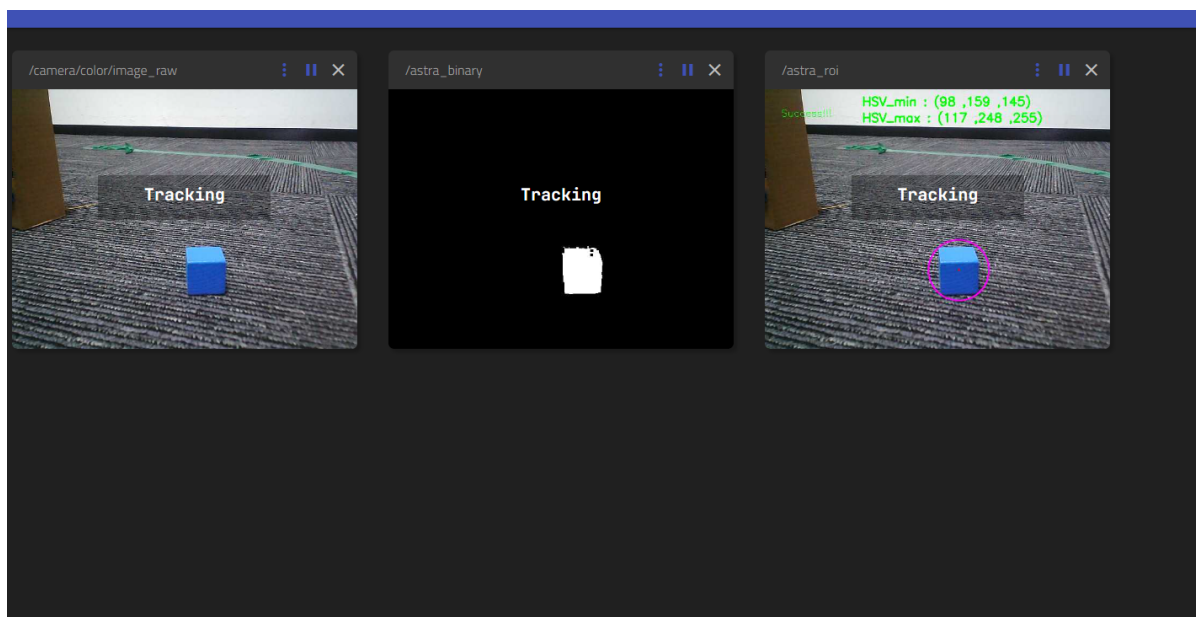 /camera/color/image_raw
Tracking
/astra_binary
Tracking
/astra_roi
Success!!!
HSV_min : (98 ,159 ,145)
HSV_max : (117 ,248 ,255)
Tracking